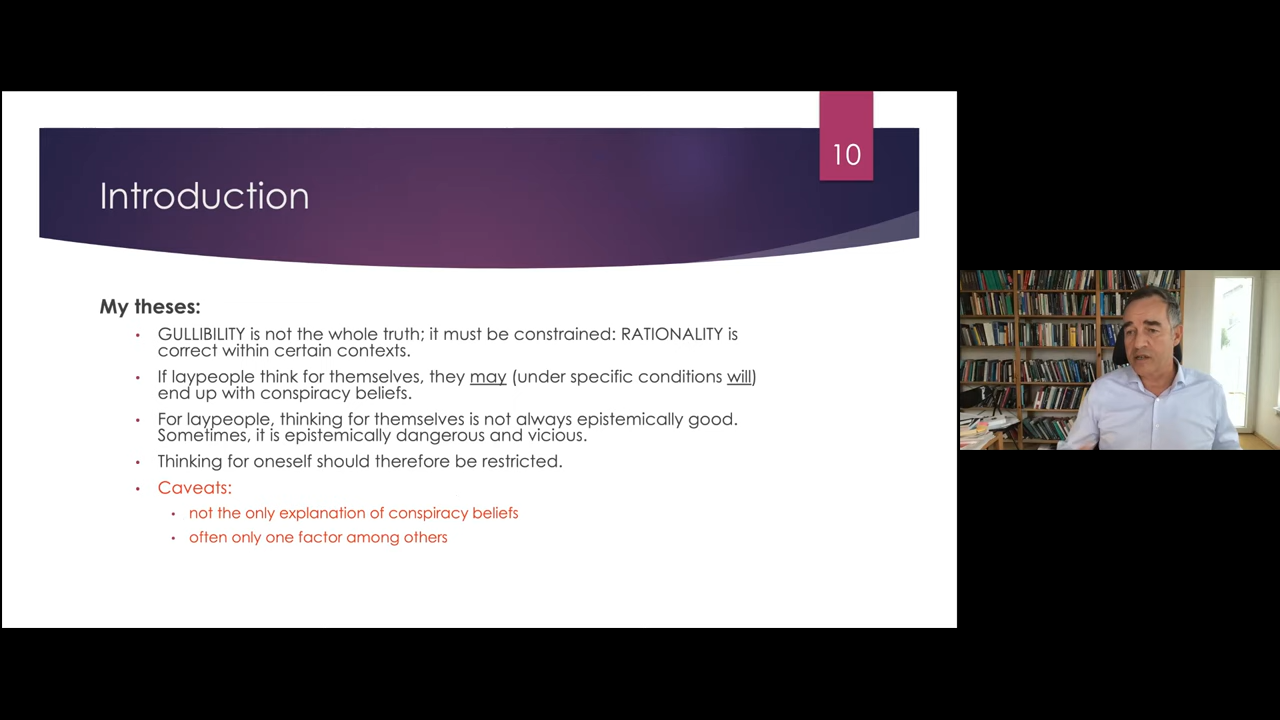 10
Introduction
My theses:
• GULLIBILITY is not the whole truth; it must be constrained: RATIONALITY is
correct within certain contexts.
• If laypeople think for themselves, they may (under specific conditions will)
end up with conspiracy beliefs.
• For laypeople, thinking for themselves is not always epistemically good.
Sometimes, it is epistemically dangerous and vicious.
• Thinking for oneself should therefore be restricted.
• Caveats:
• not the only explanation of conspiracy beliefs
• often only one factor among others